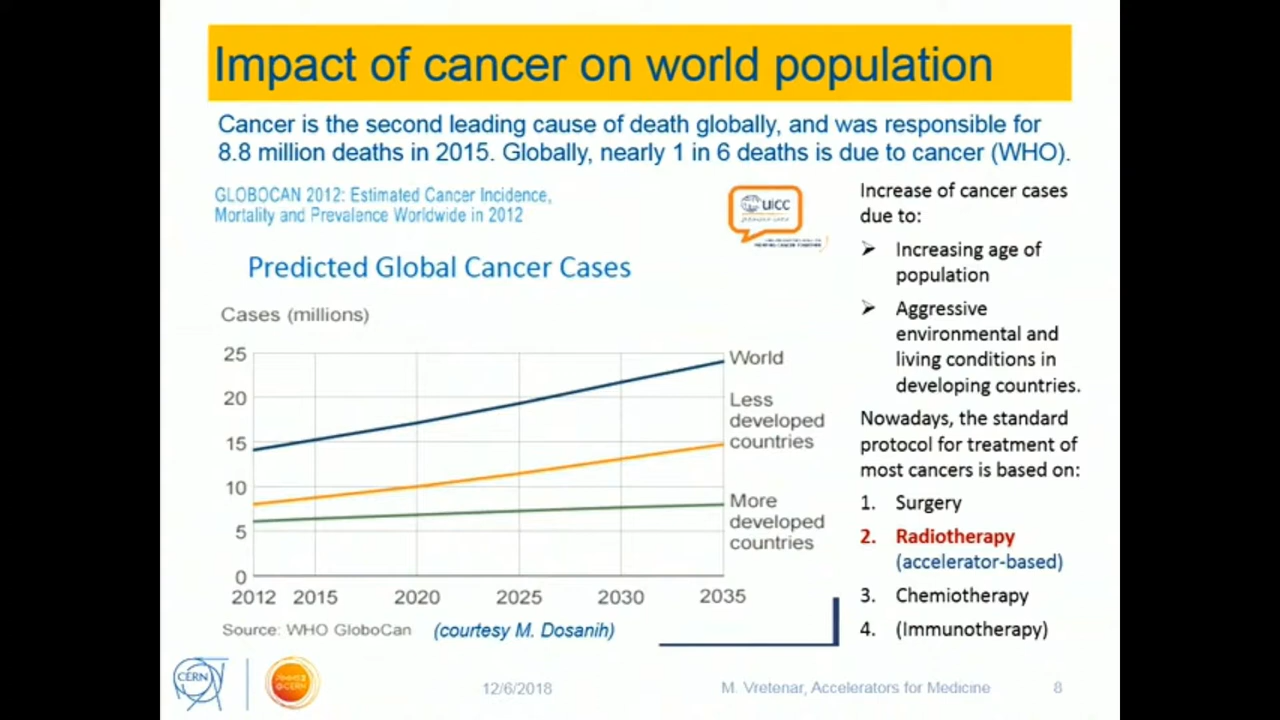 Impact of cancer on world population
Cancer is the second leading cause of death globally, and was responsible for
8.8 million deaths in 2015. Globally, nearly 1 in 6 deaths is due to cancer (WHO).
GLOBOCAN 2012: Estimated Cancer Incidence,
Mortality and Prevalence Worldwide in 2012
uicc
Predicted Global Cancer Cases
Cases (millions)
25
20
15
10
5
0
2012 2015 2020 2025 2030 2035
World
Less
developed
countries
More
developed
countries
Source: WHO GloboCan (courtesy M. Dosanih)
Increase of cancer cases
due to:
Increasing age of
population
Aggressive
environmental and
living conditions in
developing countries.
Nowadays, the standard
protocol for treatment of
most cancers is based on:
1. Surgery
2. Radiotherapy
(accelerator-based)
3. Chemiotherapy
4. (Immunotherapy)
CERN
12/6/2018
M. Vretenar, Accelerators for Medicine
8